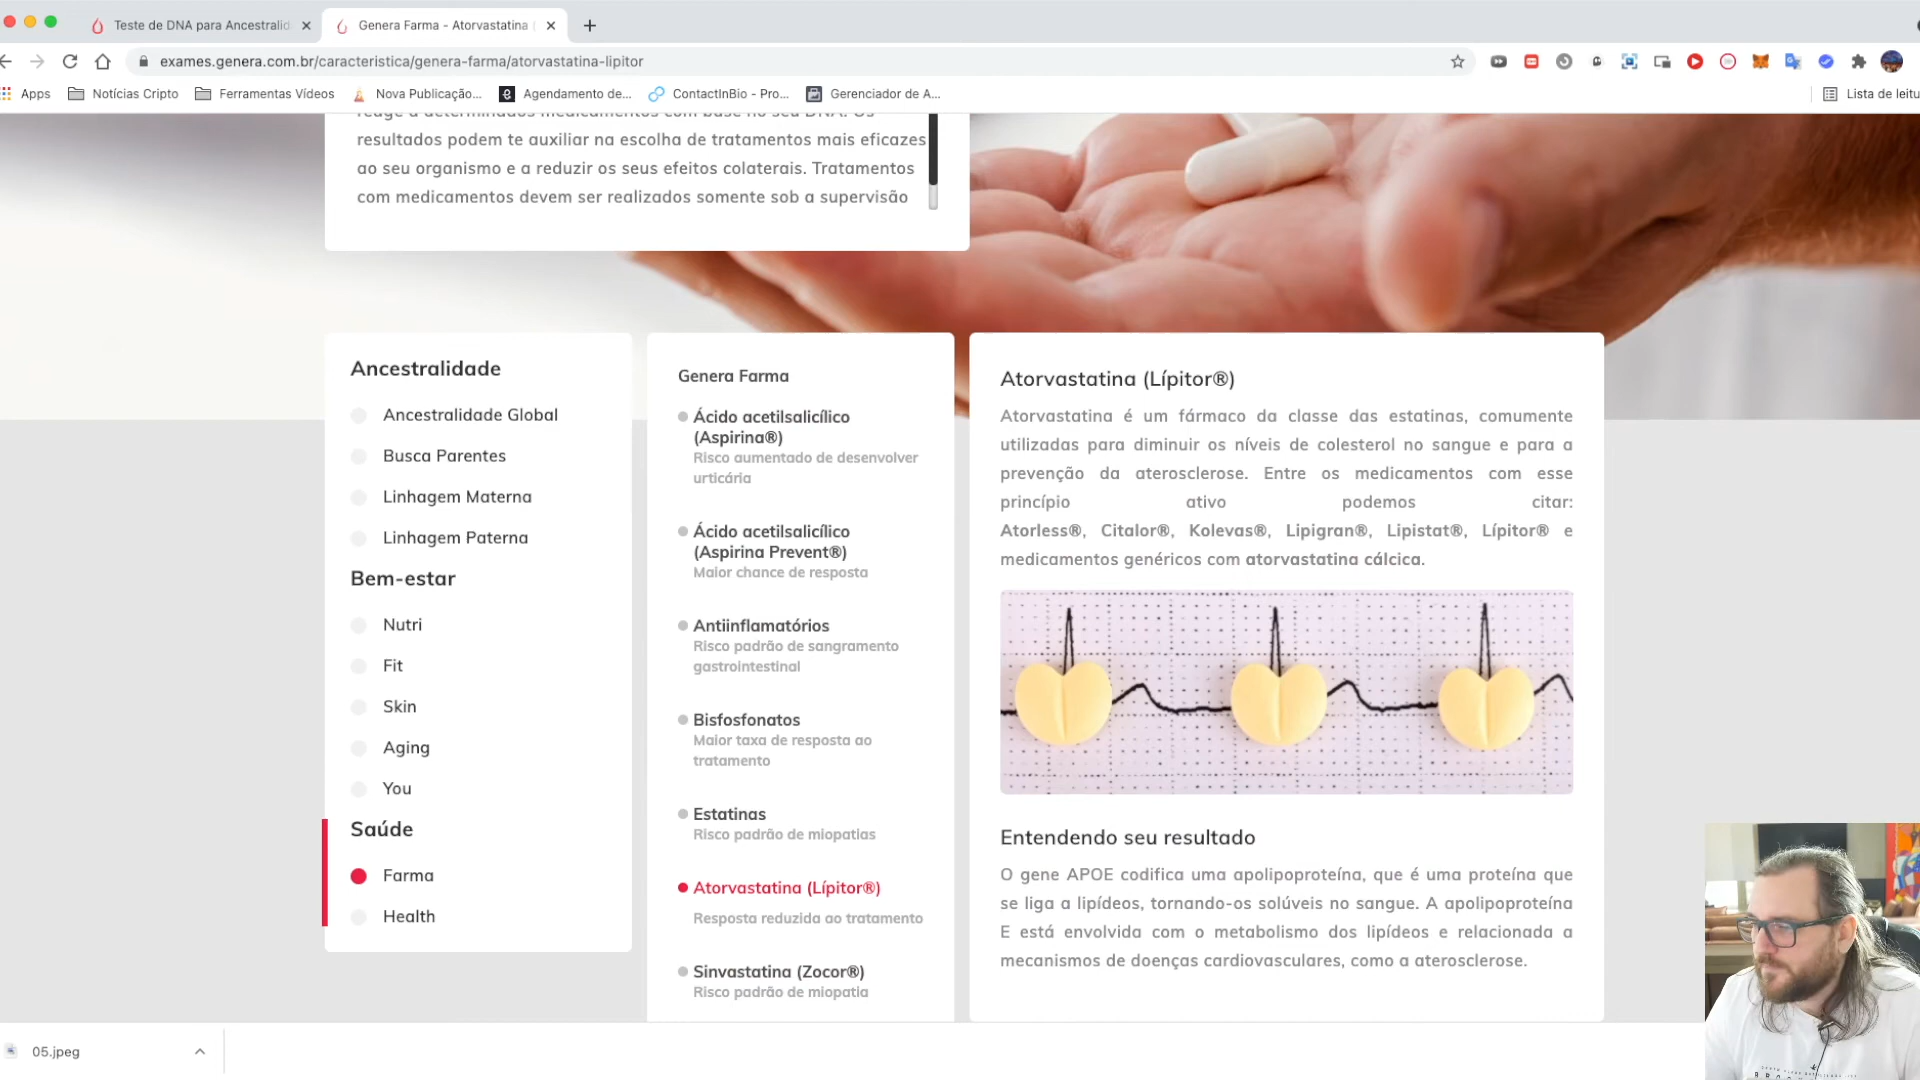 Teste de DNA para Ancestralid
Genera Farma - Atorvastatina (
exames.genera.com.br/caracteristica/genera-farma/atorvastatina-lipitor
Apps
Notícias Cripto
Ferramentas Vídeos
Nova Publicação...
Agendamento de...
ContactInBio - Pro...
Gerenciador de A...
Lista de leitu
reage a determinados medicamentos com base no seu DNA. Os
resultados podem te auxiliar na escolha de tratamentos mais eficazes
ao seu organismo e a reduzir os seus efeitos colaterais. Tratamentos
com medicamentos devem ser realizados somente sob a supervisão
Ancestralidade
Ancestralidade Global
Busca Parentes
Linhagem Materna
Linhagem Paterna
Bem-estar
Nutri
Fit
Skin
Aging
You
Saúde
Farma
Health
Genera Farma
Ácido acetilsalicílico
(Aspirina®)
Risco aumentado de desenvolver
urticária
Ácido acetilsalicílico
(Aspirina Prevent®)
Maior chance de resposta
Antiinflamatórios
Risco padrão de sangramento
gastrointestinal
Bisfosfonatos
Maior taxa de resposta ao
tratamento
Estatinas
Risco padrão de miopatias
Atorvastatina (Lípitor®)
Resposta reduzida ao tratamento
Sinvastatina (Zocor®)
Risco padrão de miopatia
Atorvastatina (Lípitor®)
Atorvastatina é um fármaco da classe das estatinas, comumente
utilizadas para diminuir os níveis de colesterol no sangue e para a
prevenção da aterosclerose. Entre os medicamentos com esse
princípio ativo podemos citar:
Atorless®, Citalor®, Kolevas®, Lipigran®, Lipistat®, Lípitor® e
medicamentos genéricos com atorvastatina cálcica.
Entendendo seu resultado
O gene APOE codifica uma apolipoproteína, que é uma proteína que
se liga a lipídeos, tornando-os solúveis no sangue. A apolipoproteína
E está envolvida com o metabolismo dos lipídeos e relacionada a
mecanismos de doenças cardiovasculares, como a aterosclerose.
05.jpeg